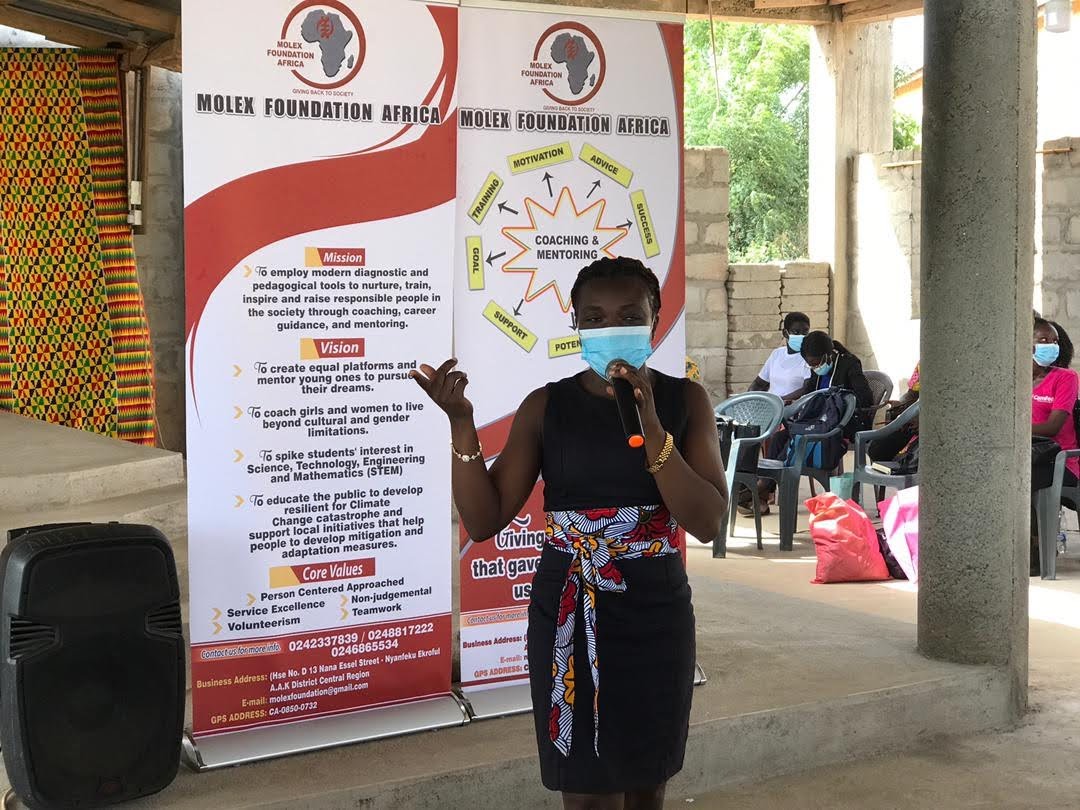 MOLEX
FOUNDATION
AFRICA
GIVING BACK TO SOCIETY
MOLEX FOUNDATION AFRICA
Mission
To employ modern diagnostic and
pedagogical tools to nurture, train,
inspire and raise responsible people in
the society through coaching, career
guidance, and mentoring.
Vision
To create equal platforms and
mentor young ones to pursue
their dreams.
To coach girls and women to live
beyond cultural and gender
limitations.
To spike students' interest in
Science, Technology, Engineering
and Mathematics (STEM)
To educate the public to develop
resilient for Climate
Change catastrophe and
support local initiatives that help
people to develop mitigation and
adaptation measures.
Core Values
Person Centered Approached
Service Excellence
Non-judgemental
Volunteerism
Teamwork
Contact us for more info.
0242337839 / 0248817222
0246865534
Business Address: (Hse No. D 13 Nana Essel Street - Nyanfeku Ekroful
A.A.K District Central Region
E-mail: molexfoundation@gmail.com
GPS ADDRESS: CA-0850-0732
MOLEX
FOUNDATION
AFRICA
GIVING BACK TO SOCIETY
MOLEX FOUNDATION AFRICA
MOTIVATION
ADVICE
TRAINING
SUCCESS
GOAL
COACHING &
MENTORING
SUPPORT
POTEN
Giving
that gave
us
Contact us for more info.
Business Address:
E-mail:
GPS ADDRESS:
Camfed